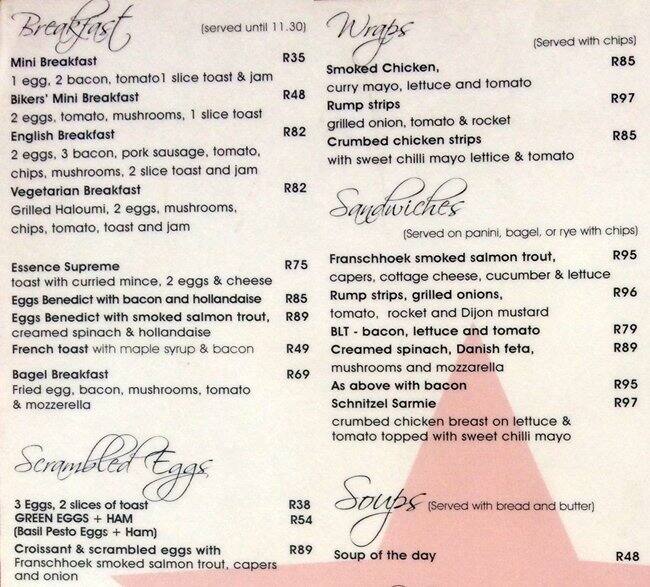 Breakfast (served until 11.30)
Mini Breakfast R35
1 egg, 2 bacon, tomato1 slice toast & jam
Bikers' Mini Breakfast R48
2 eggs, tomato, mushrooms, 1 slice toast
English Breakfast R82
2 eggs, 3 bacon, pork sausage, tomato,
chips, mushrooms, 2 slice toast and jam
Vegetarian Breakfast R82
Grilled Haloumi, 2 eggs, mushrooms,
chips, tomato, toast and jam
Essence Supreme R75
toast with curried mince, 2 eggs & cheese
Eggs Benedict with bacon and hollandaise R85
Eggs Benedict with smoked salmon trout, R89
creamed spinach & hollandaise
French toast with maple syrup & bacon R49
Bagel Breakfast R69
Fried egg, bacon, mushrooms, tomato
& mozzerella
Scrambled Eggs
3 Eggs, 2 slices of toast R38
GREEN EGGS + HAM R54
(Basil Pesto Eggs + Ham)
Croissant & scrambled eggs with R89
Franschhoek smoked salmon trout, capers
and onion
Wraps
(Served with chips)
Smoked Chicken, R85
curry mayo, lettuce and tomato
Rump strips R97
grilled onion, tomato & rocket
Crumbed chicken strips R85
with sweet chilli mayo lettice & tomato
Sandwiches
(Served on panini, bagel, or rye with chips)
Franschhoek smoked salmon trout, R95
capers, cottage cheese, cucumber & lettuce
Rump strips, grilled onions, R96
tomato, rocket and Dijon mustard
BLT - bacon, lettuce and tomato R79
Creamed spinach, Danish feta, R89
mushrooms and mozzarella
As above with bacon R95
Schnitzel Sarmie R97
crumbed chicken breast on lettuce &
tomato topped with sweet chilli mayo
Soups (Served with bread and butter)
Soup of the day R48